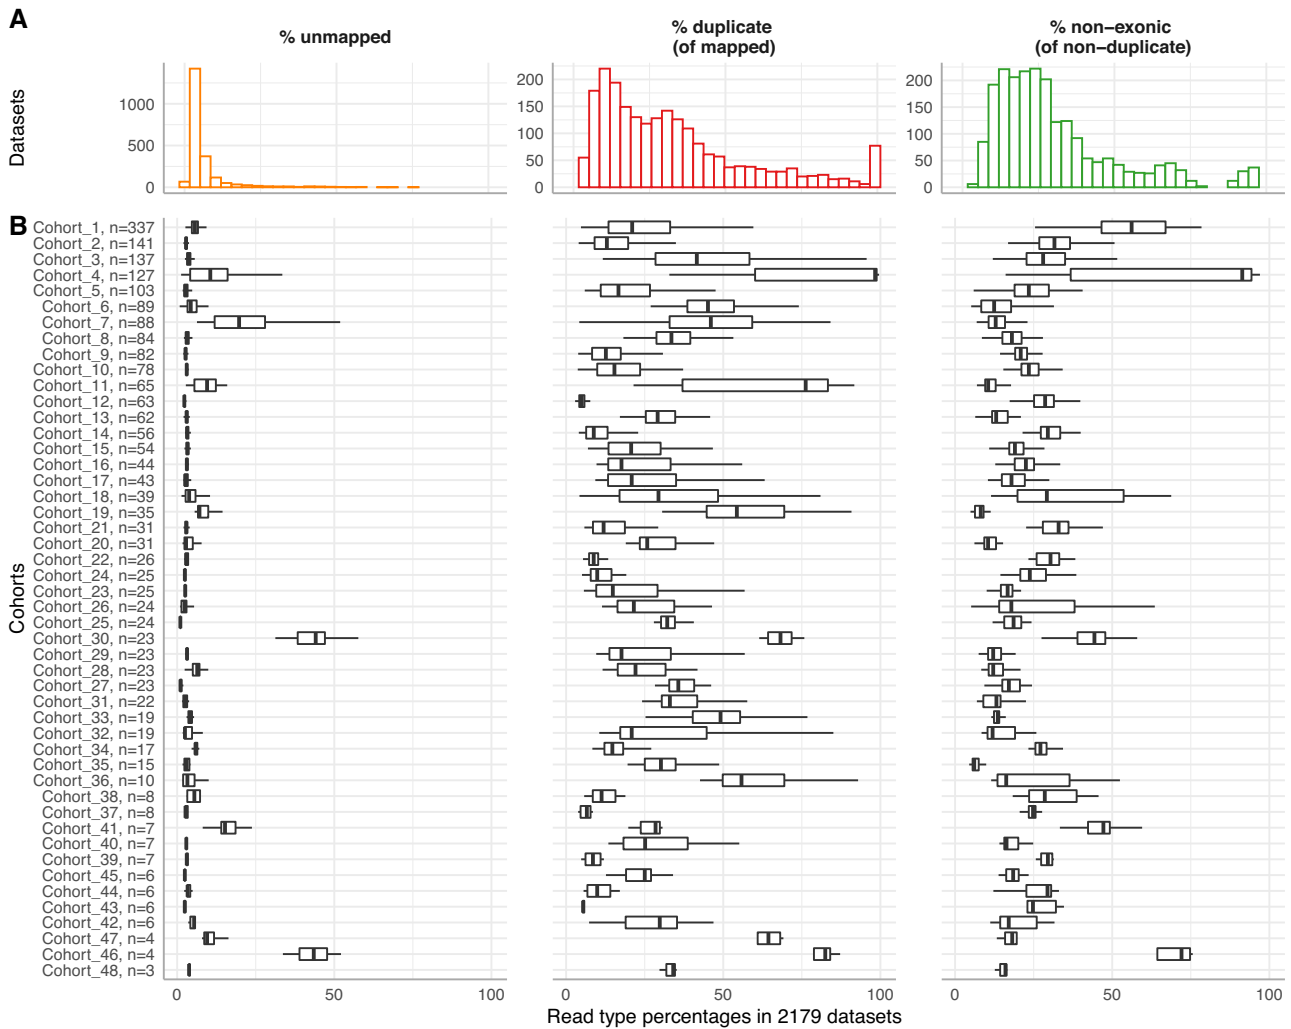 A
% unmapped
% duplicate
(of mapped)
% non−exonic
(of non−duplicate)
Datasets
1000
500
0
200
150
100
50
0
200
150
100
50
0
B
Cohorts
Cohort_1, n=337
Cohort_2, n=141
Cohort_3, n=137
Cohort_4, n=127
Cohort_5, n=103
Cohort_6, n=89
Cohort_7, n=88
Cohort_8, n=84
Cohort_9, n=82
Cohort_10, n=78
Cohort_11, n=65
Cohort_12, n=63
Cohort_13, n=62
Cohort_14, n=56
Cohort_15, n=54
Cohort_16, n=44
Cohort_17, n=43
Cohort_18, n=39
Cohort_19, n=35
Cohort_21, n=31
Cohort_20, n=31
Cohort_22, n=26
Cohort_24, n=25
Cohort_23, n=25
Cohort_26, n=24
Cohort_25, n=24
Cohort_30, n=23
Cohort_29, n=23
Cohort_28, n=23
Cohort_27, n=23
Cohort_31, n=22
Cohort_33, n=19
Cohort_32, n=19
Cohort_34, n=17
Cohort_35, n=15
Cohort_36, n=10
Cohort_38, n=8
Cohort_37, n=8
Cohort_41, n=7
Cohort_40, n=7
Cohort_39, n=7
Cohort_45, n=6
Cohort_44, n=6
Cohort_43, n=6
Cohort_42, n=6
Cohort_47, n=4
Cohort_46, n=4
Cohort_48, n=3
0 50 100
0 50 100
0 50 100
Read type percentages in 2179 datasets